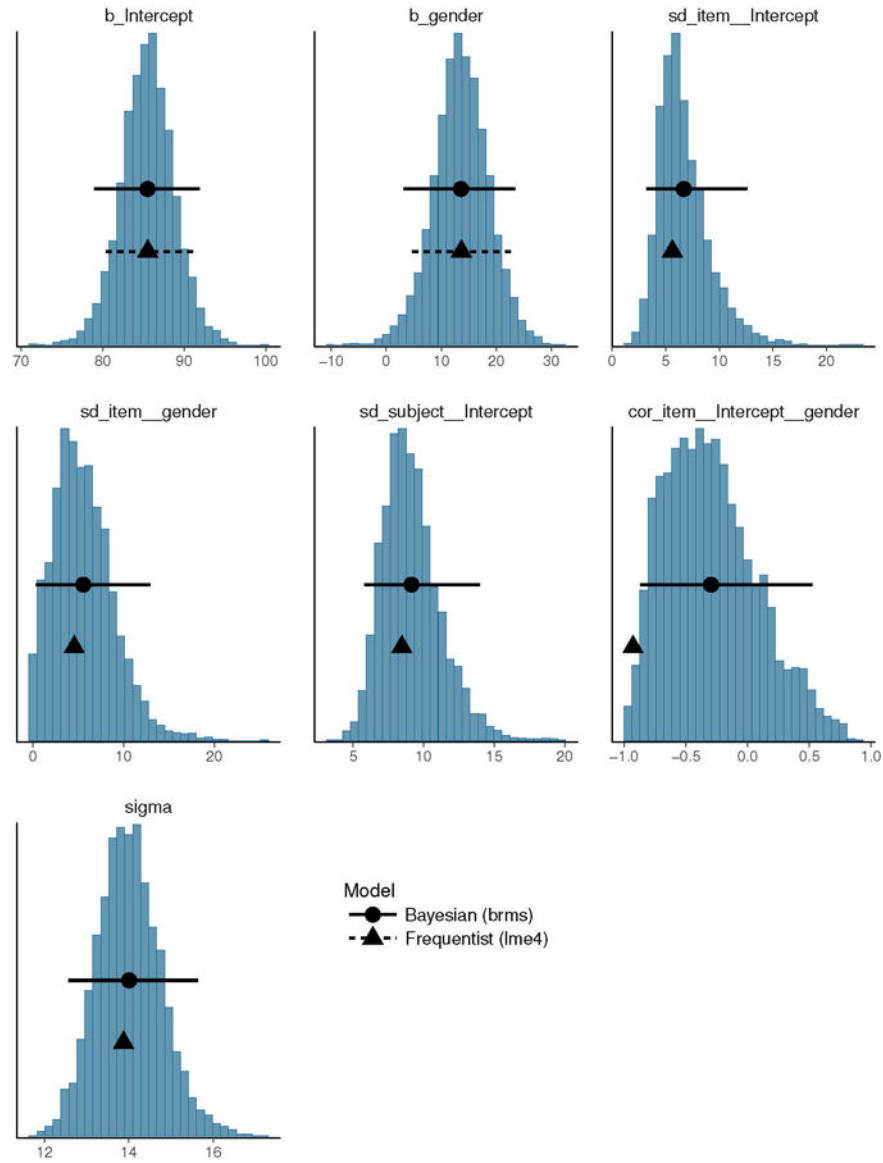 b_Intercept
b_gender
sd_item__Intercept
70 80 90 100
−10 0 10 20 30
0 5 10 15 20
sd_item__gender
sd_subject__Intercept
cor_item__Intercept__gender
0 10 20
5 10 15 20
−1.0 −0.5 0.0 0.5 1.0
sigma
12 14 16
Model
Bayesian (brms)
Frequentist (lme4)